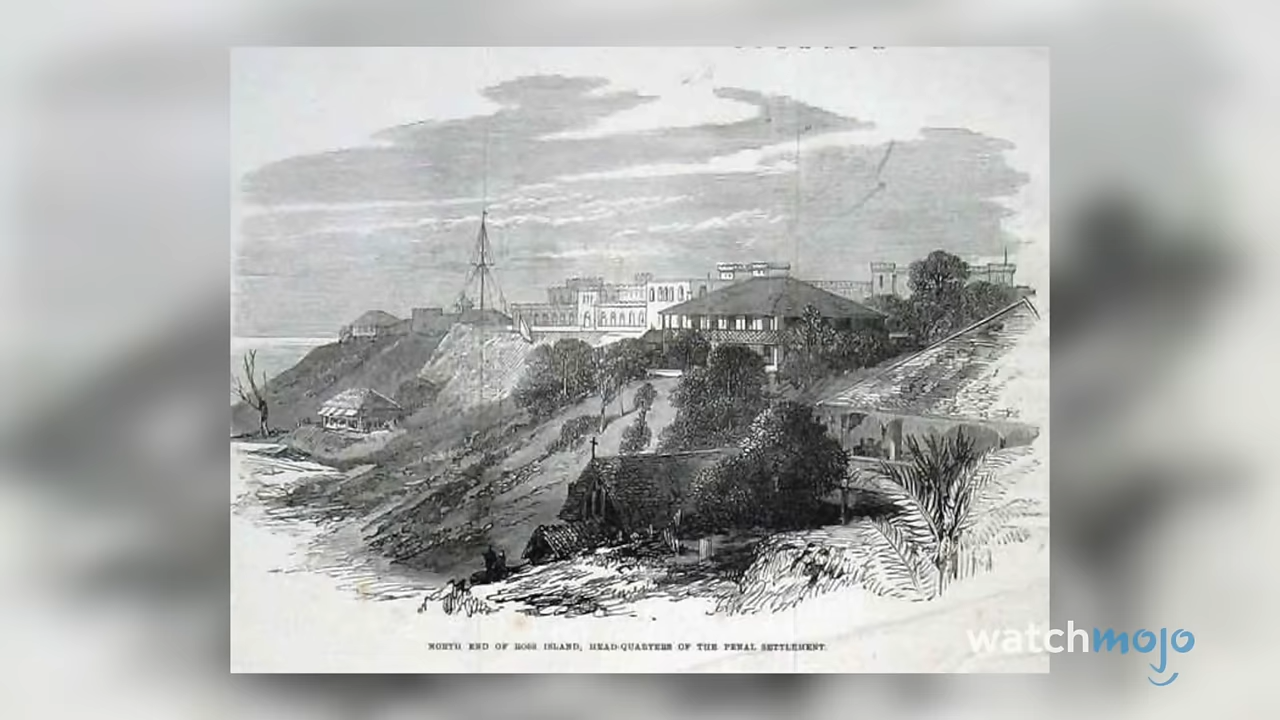 NORTH END OF ROSS ISLAND, HEAD-QUARTERS OF THE PENAL SETTLEMENT.
watchmojo